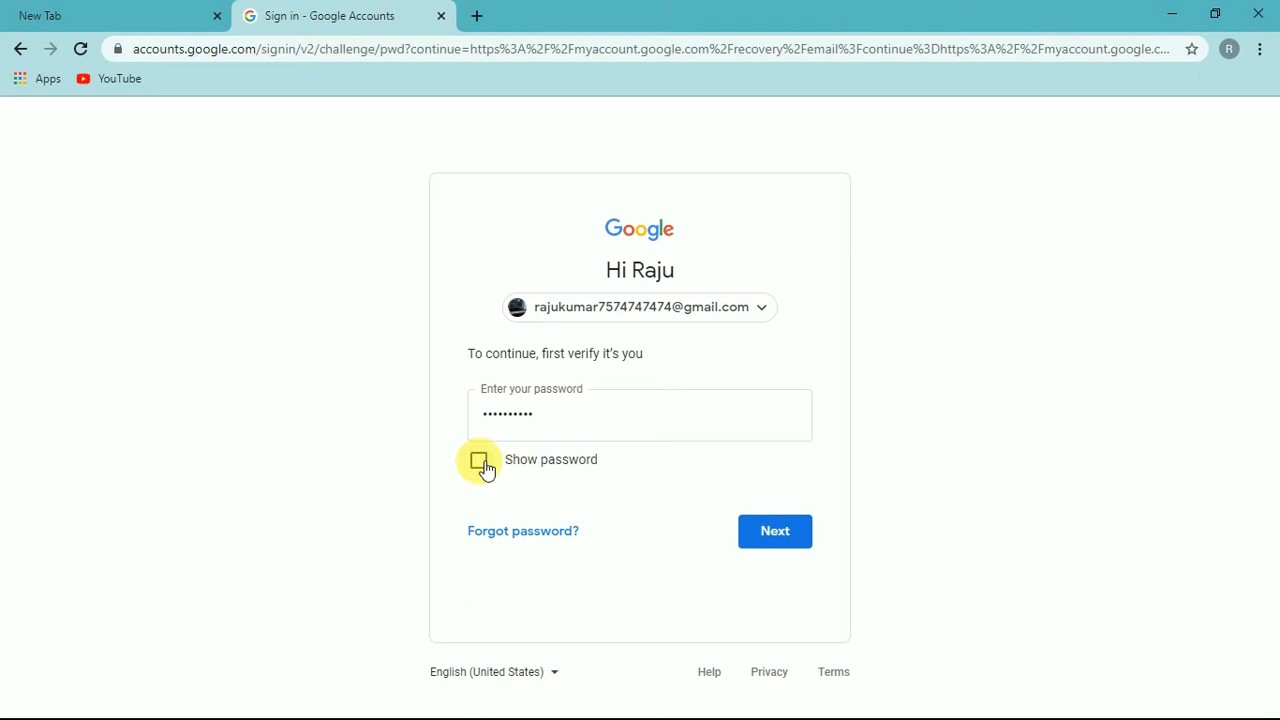 New Tab
Sign in - Google Accounts
accounts.google.com/signin/v2/challenge/pwd?continue=https%3A%2F%2Fmyaccount.google.com%2Frecovery%2Femail%3Fcontinue%3Dhttps%3A%2F%2Fmyaccount.google.c...
R
Apps
YouTube
Google
Hi Raju
rajukumar7574747474@gmail.com
To continue, first verify it’s you
Enter your password
••••••••••
Show password
Forgot password?
Next
English (United States)
Help
Privacy
Terms